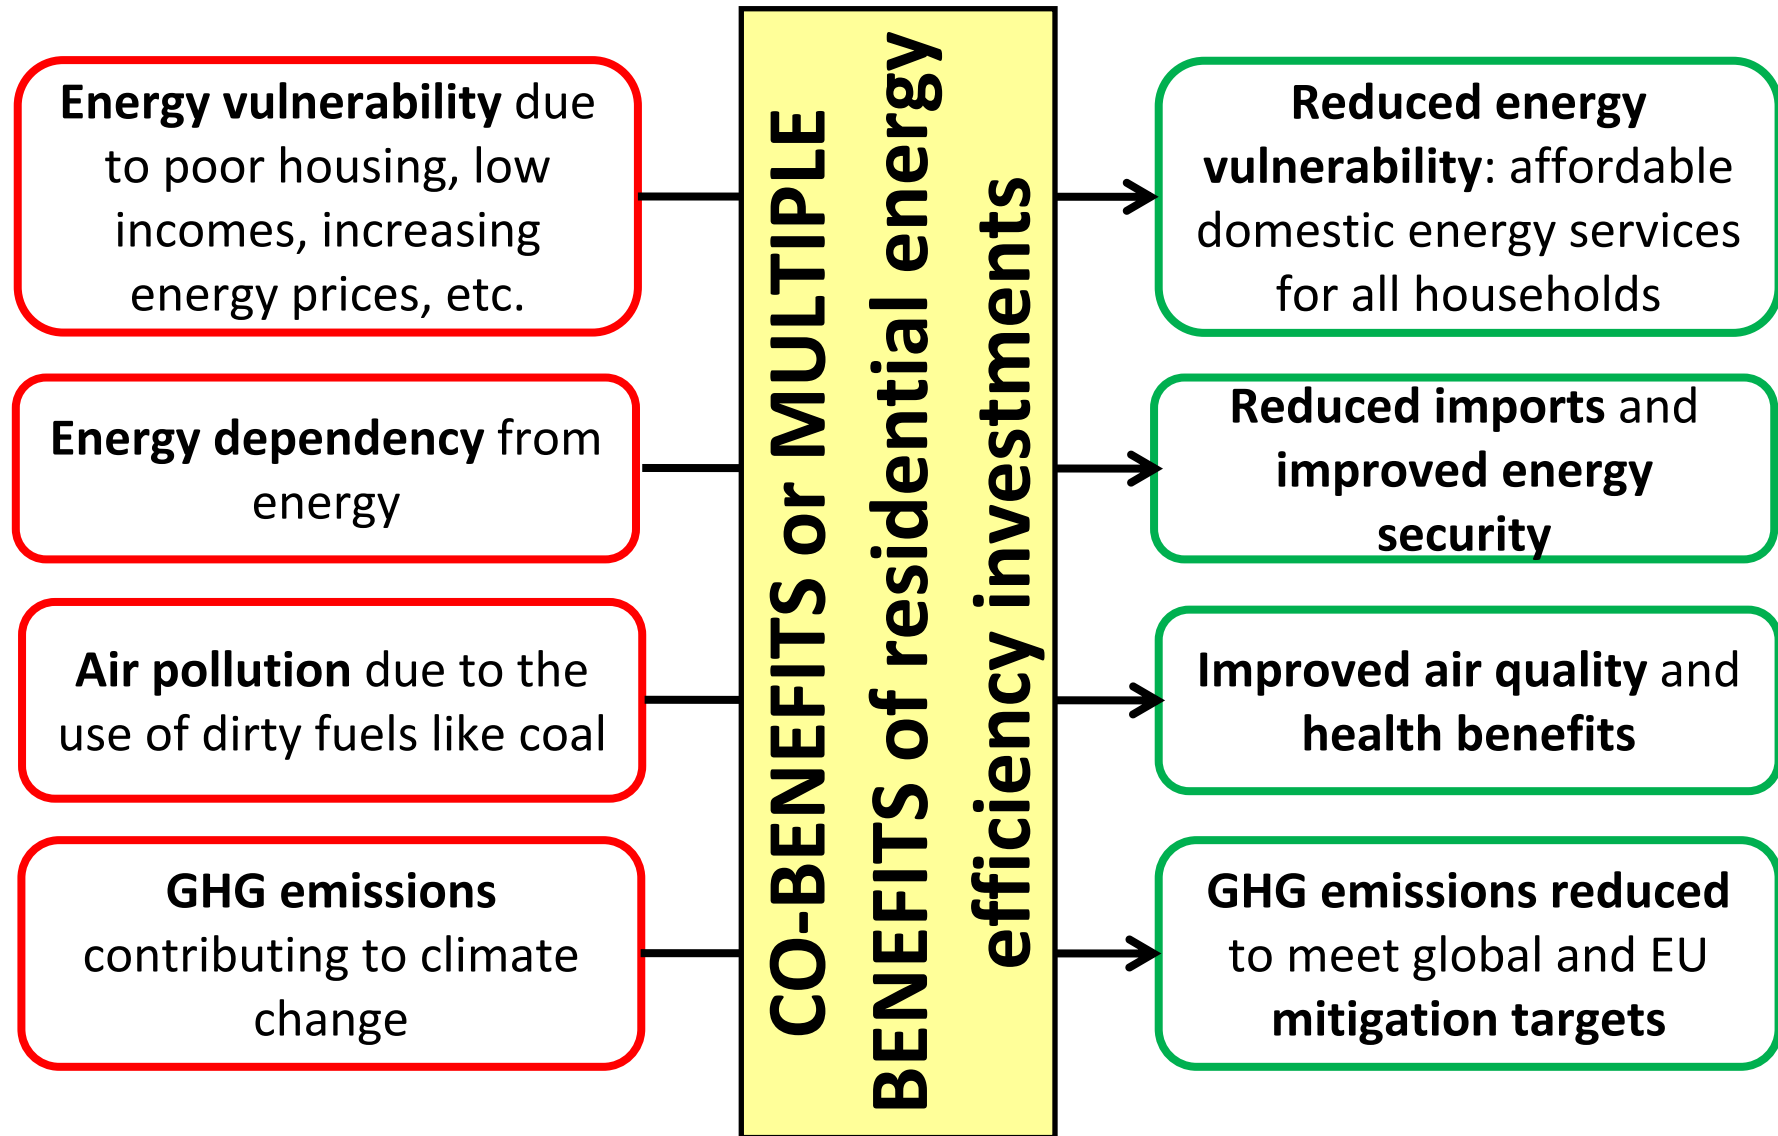 Energy vulnerability due
to poor housing, low
incomes, increasing
energy prices, etc.
Energy dependency from
energy
Air pollution due to the
use of dirty fuels like coal
GHG emissions
contributing to climate
change
CO-BENEFITS or MULTIPLE
BENEFITS of residential energy
efficiency investments
Reduced energy
vulnerability: affordable
domestic energy services
for all households
Reduced imports and
improved energy
security
Improved air quality and
health benefits
GHG emissions reduced
to meet global and EU
mitigation targets